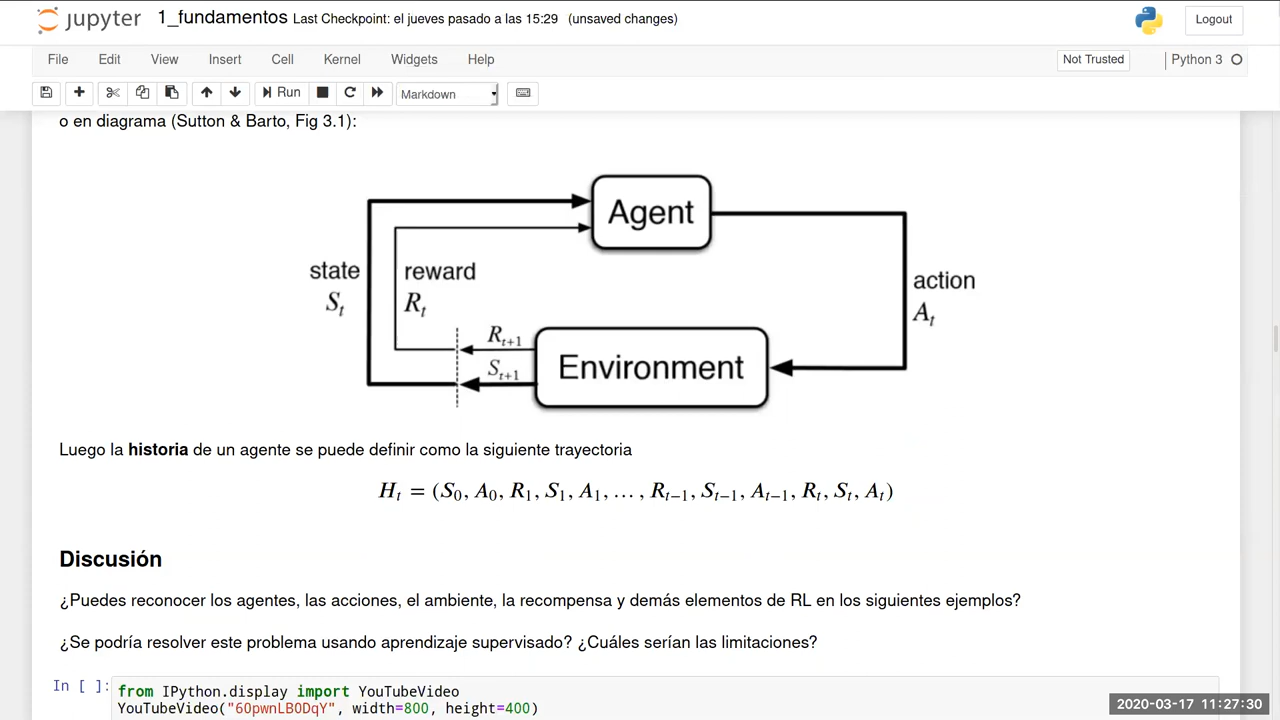 jupyter 1_fundamentos Last Checkpoint: el jueves pasado a las 15:29 (unsaved changes)
Logout
File Edit View Insert Cell Kernel Widgets Help
Not Trusted
Python 3
Run
Markdown
o en diagrama (Sutton & Barto, Fig 3.1):
Agent
state
S_t
reward
R_t
action
A_t
R_{t+1}
S_{t+1}
Environment
Luego la historia de un agente se puede definir como la siguiente trayectoria
H_t = (S_0, A_0, R_1, S_1, A_1, … , R_{t−1}, S_{t−1}, A_{t−1}, R_t, S_t, A_t)
Discusión
¿Puedes reconocer los agentes, las acciones, el ambiente, la recompensa y demás elementos de RL en los siguientes ejemplos?
¿Se podría resolver este problema usando aprendizaje supervisado? ¿Cuáles serían las limitaciones?
In [ ]: from IPython.display import YouTubeVideo
YouTubeVideo("6OpwnLB0DqY", width=800, height=400)
2020-03-17 11:27:30